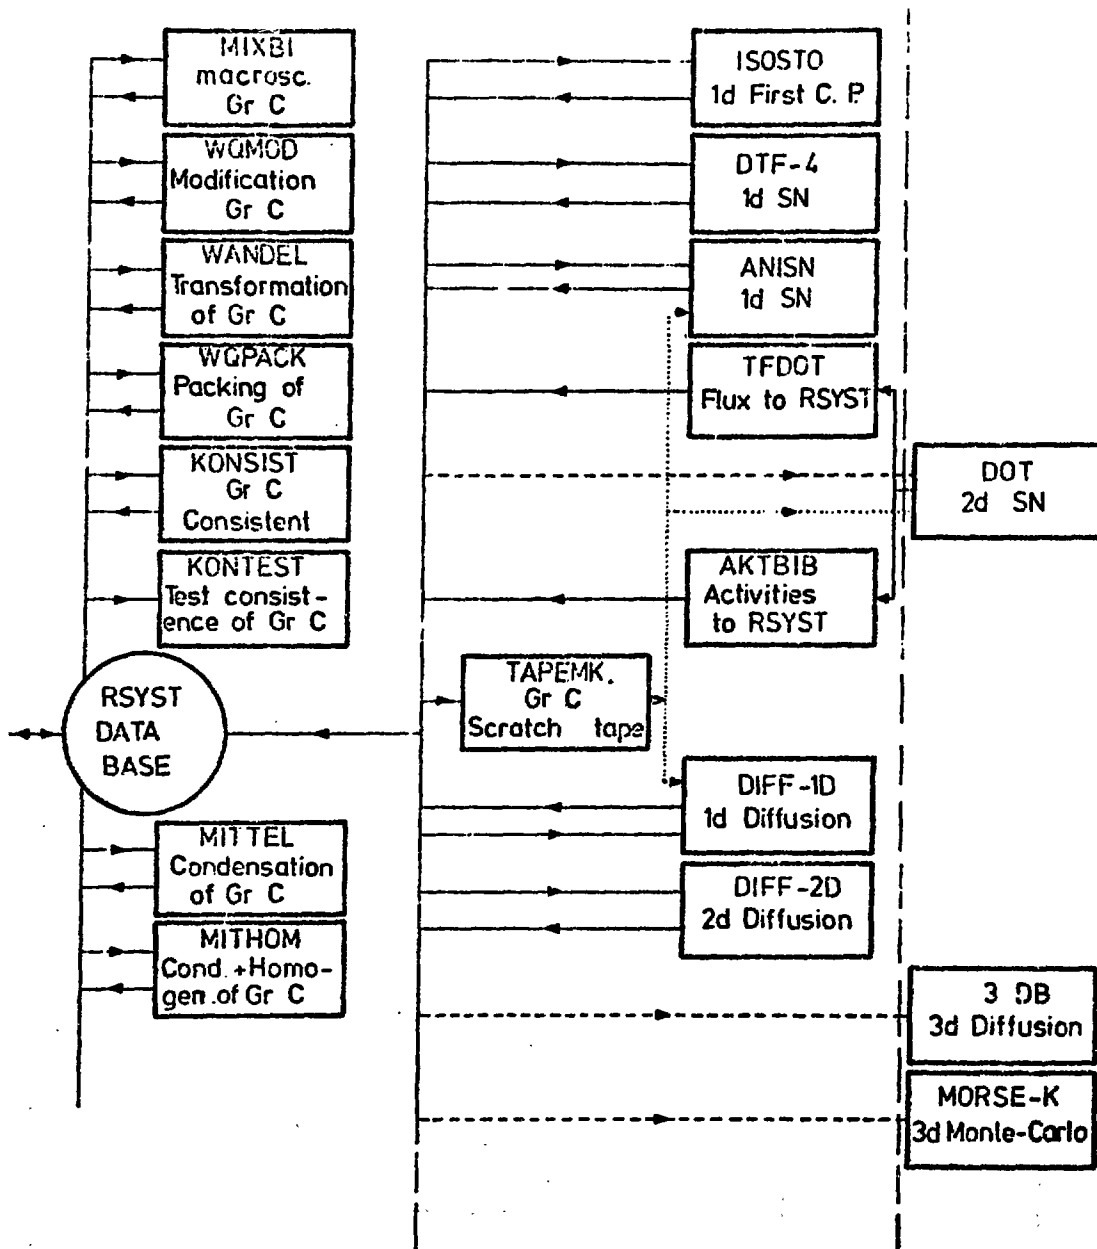 MIXBI
macrosc.
Gr C
WQMOD
Modification
Gr C
WANDEL
Transformation
of Gr C
WQPACK
Packing of
Gr C
KONSIST
Gr C
Consistent
KONTEST
Test consist-
ence of Gr C
RSYST
DATA
BASE
MITTEL
Condensation
of Gr C
MITHOM
Cond.+Homo-
gen.of Gr C
ISOSTO
1d First C. P.
DTF-4
1d SN
ANISN
1d SN
TFDOT
Flux to RSYST
AKTBIB
Activities
to RSYST
TAPEMK.
Gr C
Scratch tape
DIFF-1D
1d Diffusion
DIFF-2D
2d Diffusion
DOT
2d SN
3 DB
3d Diffusion
MORSE-K
3d Monte-Carlo